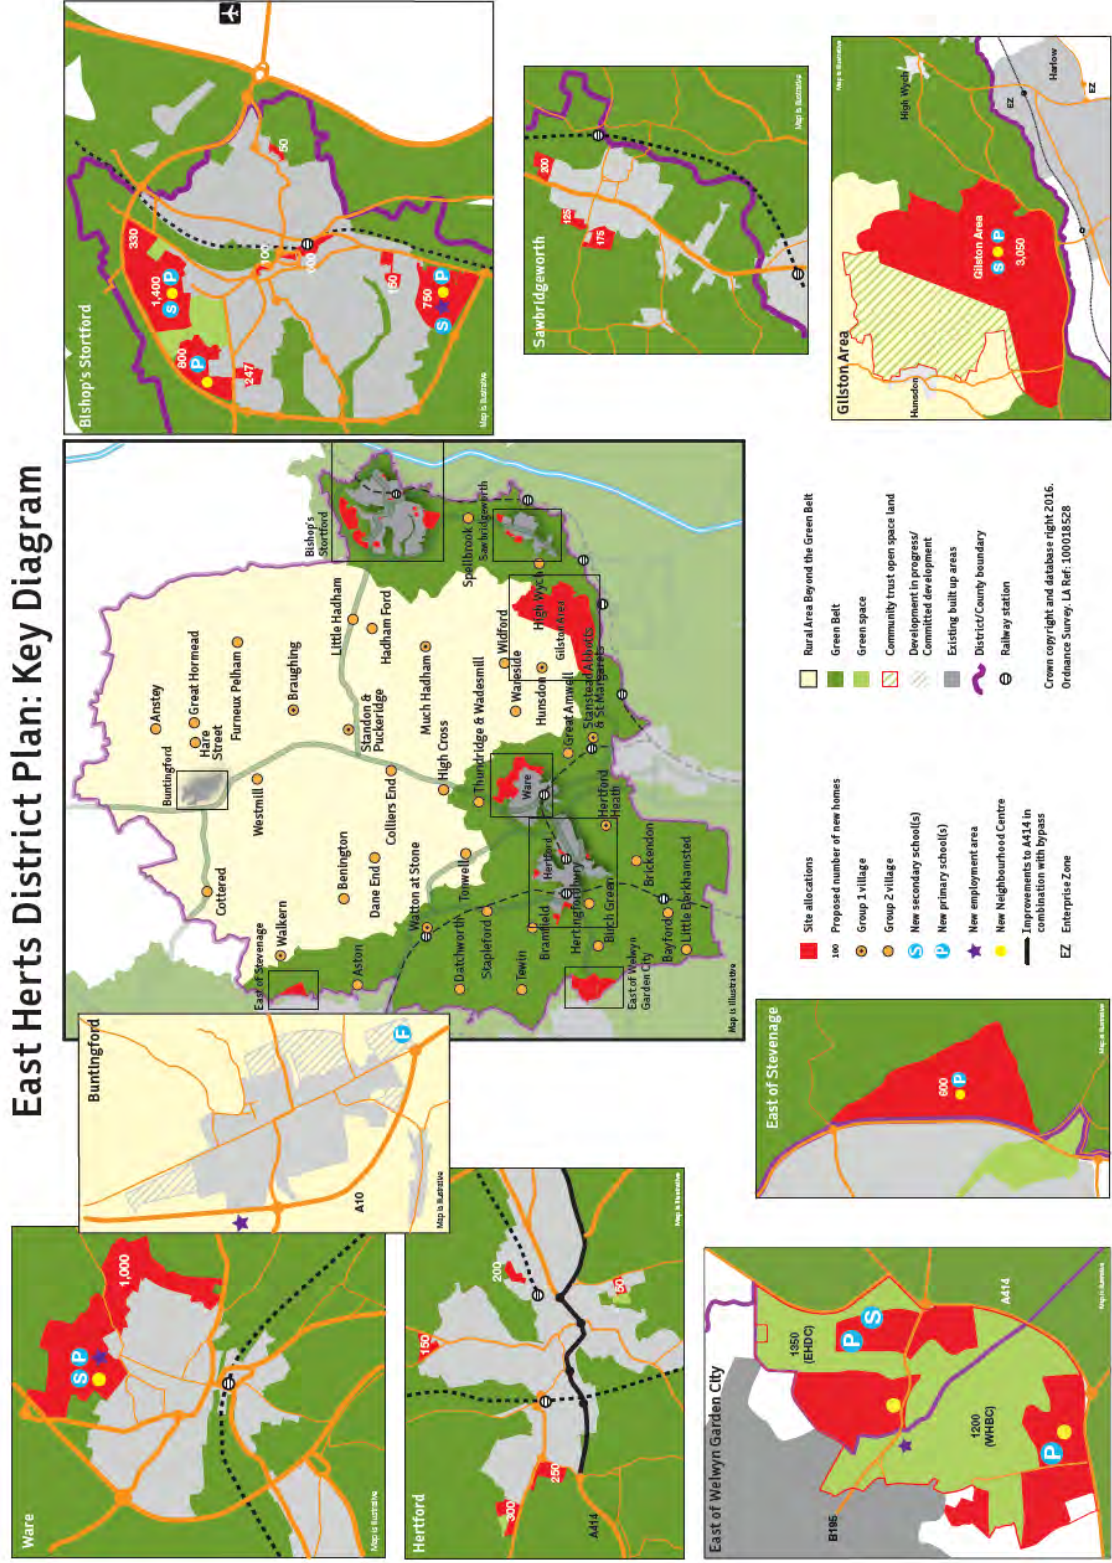 East Herts District Plan: Key Diagram
Ware
1,000
S P
Map is illustrative
Buntingford
A10
F
Map is illustrative
Hertford
200
150
50
250
300
A414
Map is illustrative
East of Welwyn Garden City
1350
(EHDC)
P
S
A414
1200
(WHBC)
P
B195
Map is illustrative
East of Stevenage
600
P
Map is illustrative
Buntingford
Anstey
Great Hormead
Hare
Street
Furneux Pelham
Cottered
Westmill
Braughing
Little Hadham
Hadham Ford
Standon &
Puckeridge
Much Hadham
Benington
Dane End
Colliers End
High Cross
Thundridge & Wadesmill
Walkern
East of Stevenage
Aston
Watton at Stone
Tonwell
Datchworth
Stapleford
Tewin
Bramfield
Hertingfordbury
Birch Green
East of Welwyn
Garden City
Bayford
Little Berkhamsted
Brickendon
Hertford
Heath
Hertford
Ware
Great Amwell
Stanstead Abbotts
& St Margarets
Hunsdon
Wareside
Widford
High Wych
Gilston Area
Spellbrook
Sawbridgeworth
Bishop's
Stortford
Map is illustrative
Bishop's Stortford
330
1,400
S P
600
P
247
50
100
150
750
S P
Map is illustrative
Sawbridgeworth
200
125
175
Map is illustrative
Gilston Area
Hunsdon
High Wych
Gilston Area
S P
3,050
EZ
Harlow
EZ
Map is illustrative
Site allocations
100 Proposed number of new homes
Group 1 village
Group 2 village
S New secondary school(s)
P New primary school(s)
New employment area
New Neighbourhood Centre
Improvements to A414 in
combination with bypass
EZ Enterprise Zone
Rural Area Beyond the Green Belt
Green Belt
Green space
Community trust open space land
Development in progress/
Committed development
Existing built up areas
District/County boundary
Railway station
Crown copyright and database right 2016.
Ordnance Survey. LA Ref: 100018528